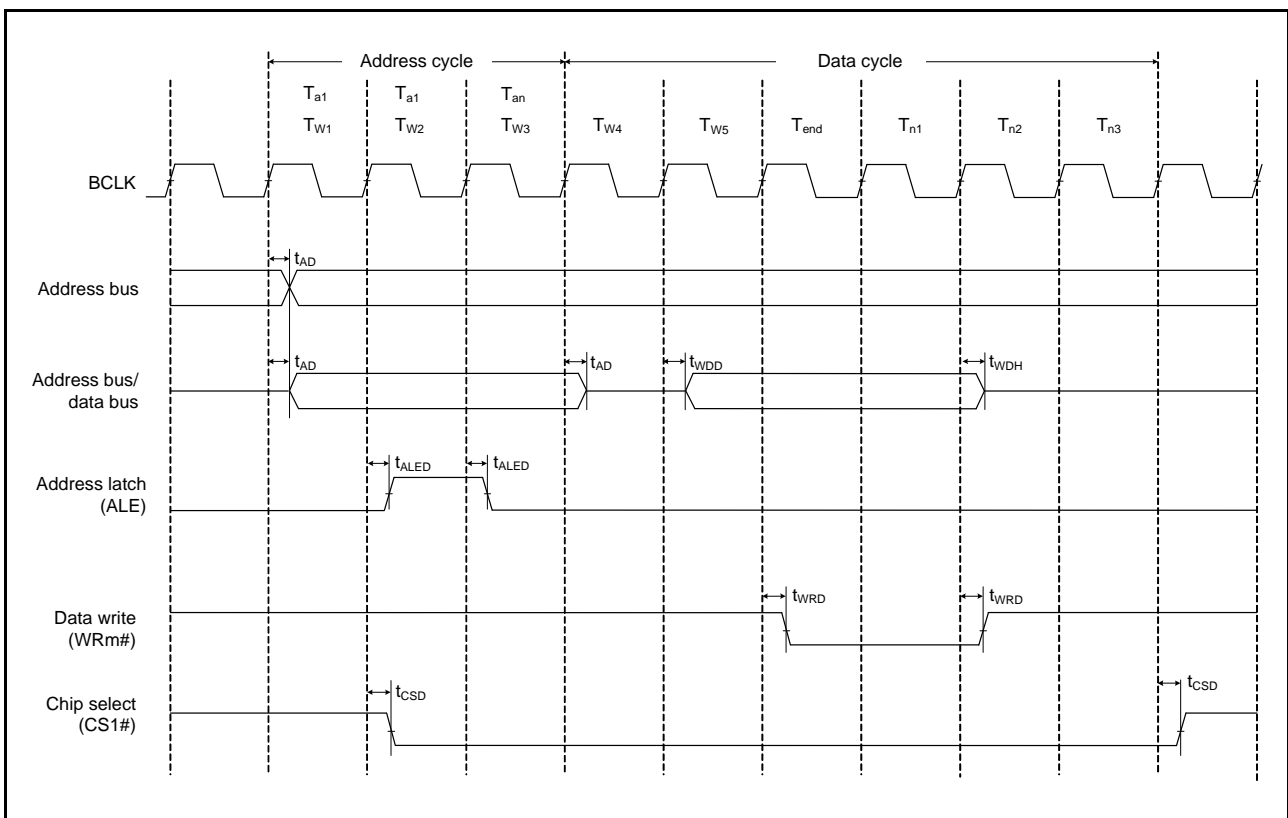 Address cycle Data cycle
Ta1 Ta1 Tan
TW1 TW2 TW3 TW4 TW5 Tend Tn1 Tn2 Tn3
BCLK
tAD
Address bus
tAD tAD tWDD tWDH
Address bus/
data bus
tALED tALED
Address latch
(ALE)
tWRD tWRD
Data write
(WRm#)
tCSD tCSD
Chip select
(CS1#)